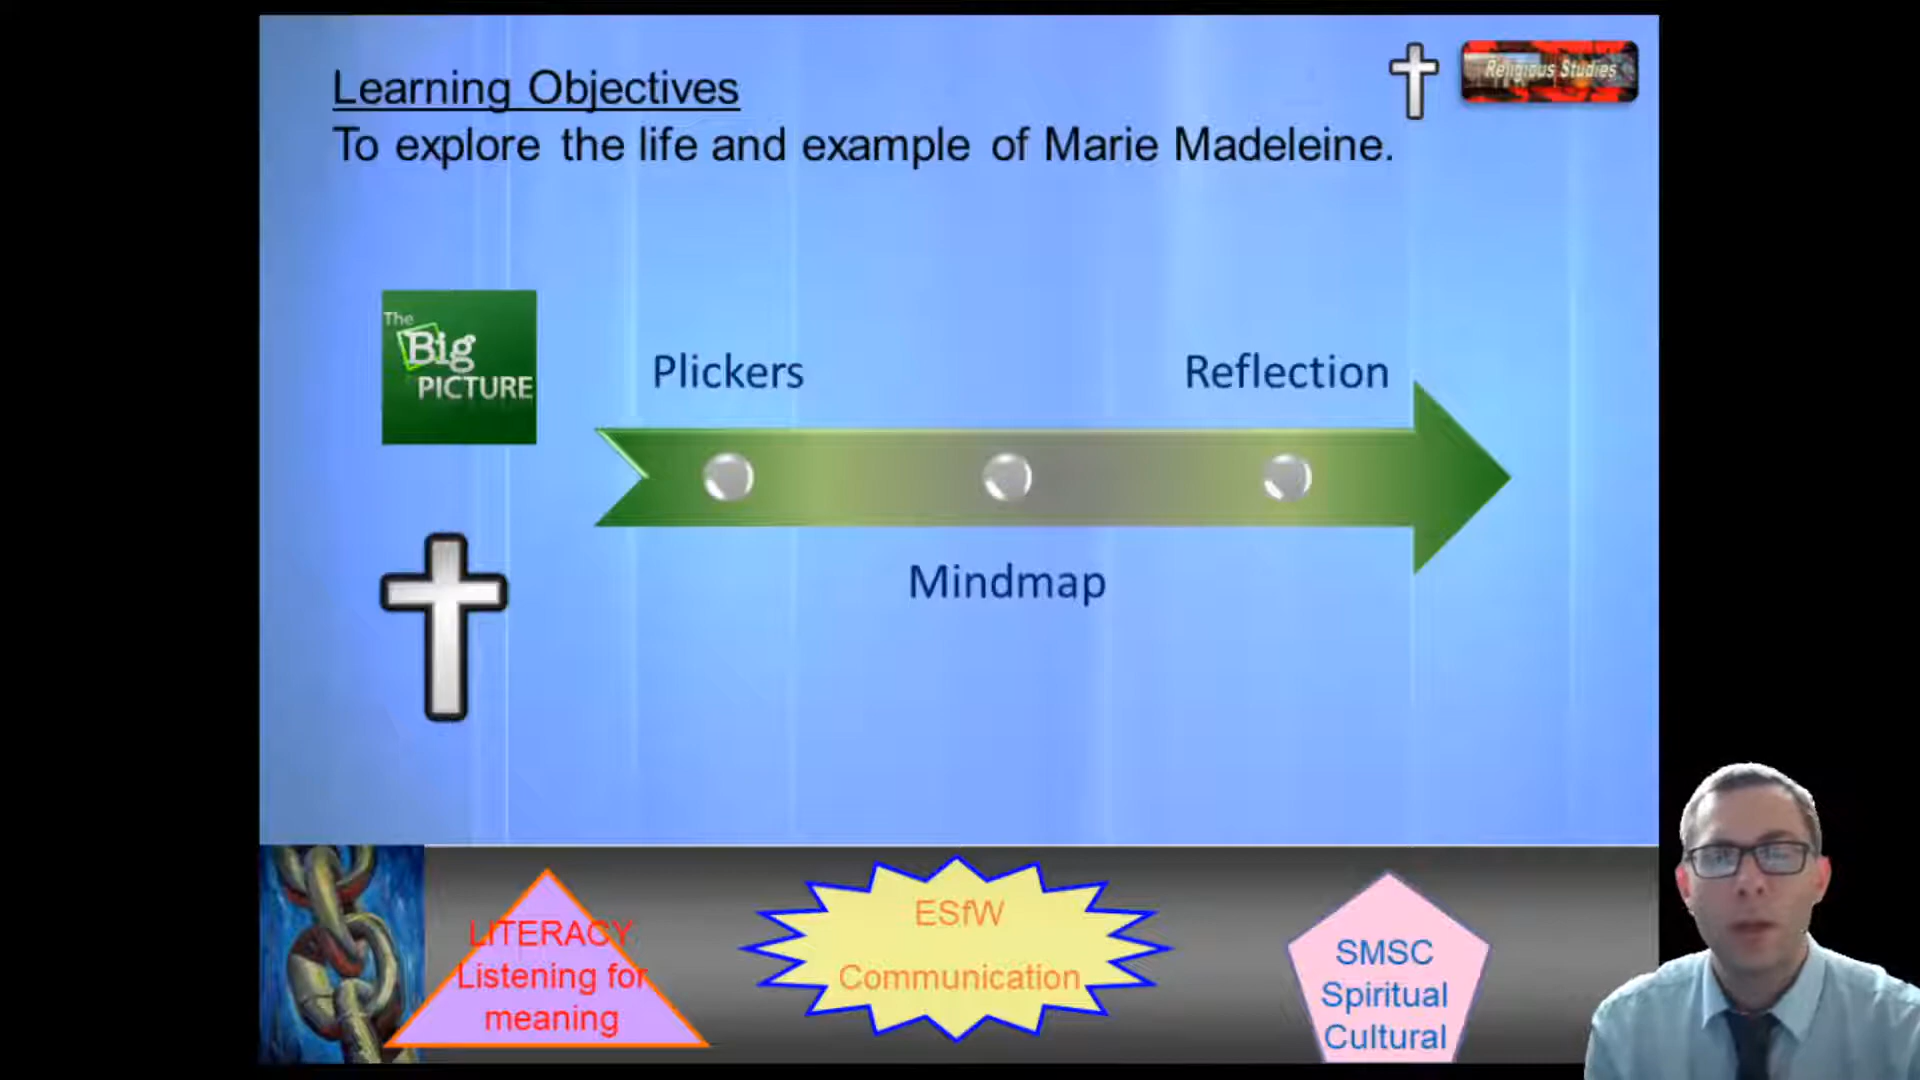 Learning Objectives
To explore the life and example of Marie Madeleine.
Religious Studies
The
Big
PICTURE
Plickers
Reflection
Mindmap
LITERACY
Listening for
meaning
ESfW
Communication
SMSC
Spiritual
Cultural